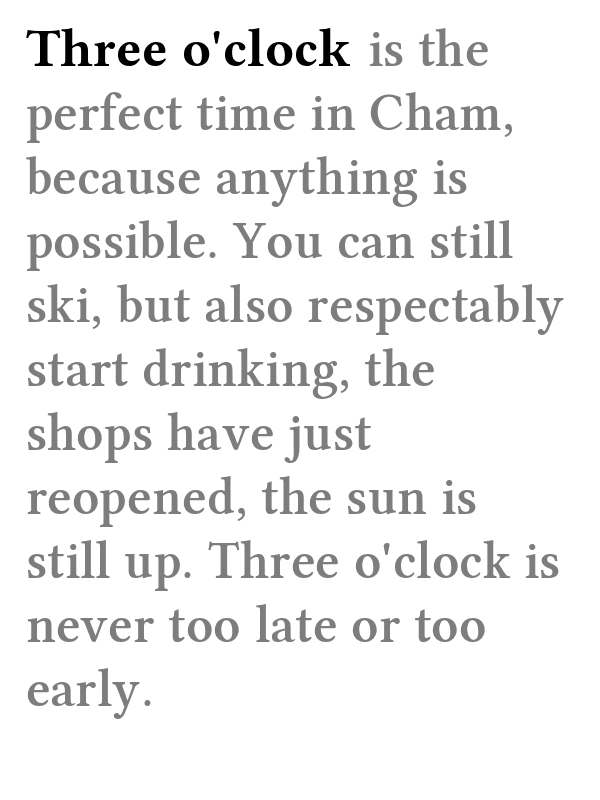 Three o'clock is the
perfect time in Cham,
because anything is
possible. You can still
ski, but also respectably
start drinking, the
shops have just
reopened, the sun is
still up. Three o'clock is
never too late or too
early.